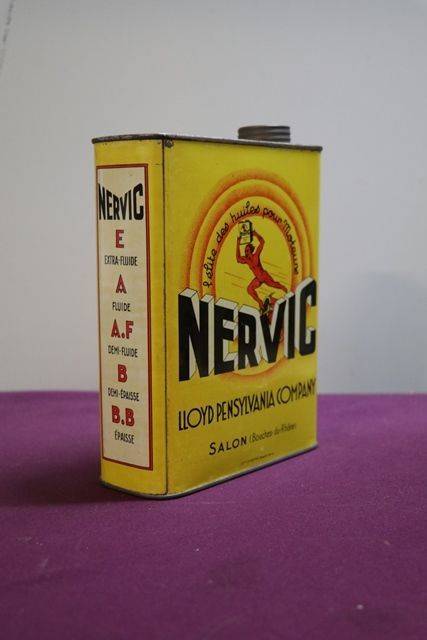 NERVIC
E
EXTRA-FLUIDE
A
FLUIDE
A.F
DEMI-FLUIDE
B
DEMI-ÉPAISSE
B.B
ÉPAISSE
l'élite des huiles pour Moteurs
NERVIC
LLOYD PENSYLVANIA COMPANY
SALON (Bouches-du-Rhône)